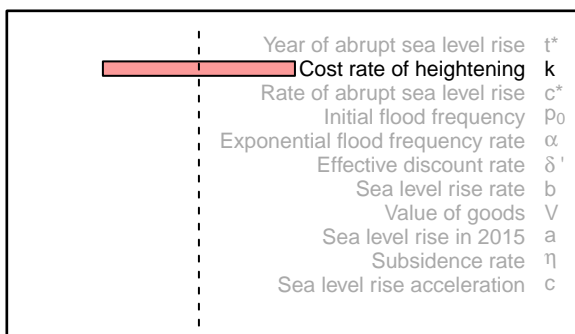 Year of abrupt sea level rise t*
Cost rate of heightening k
Rate of abrupt sea level rise c*
Initial flood frequency p₀
Exponential flood frequency rate α
Effective discount rate δ'
Sea level rise rate b
Value of goods V
Sea level rise in 2015 a
Subsidence rate η
Sea level rise acceleration c